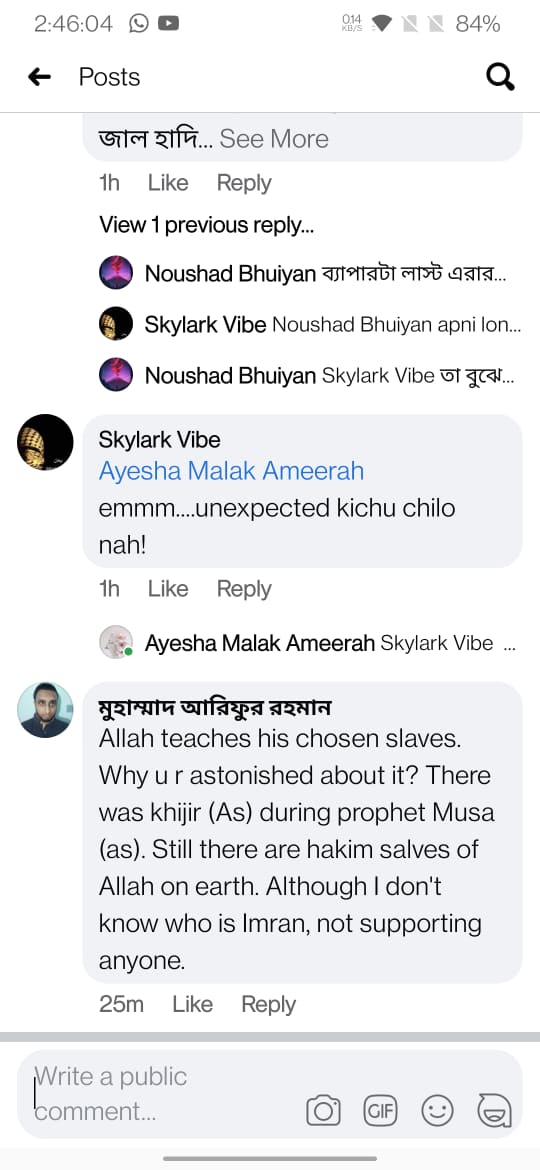 2:46:04 0.14 KB/S 84%
Posts
জাল হাদি... See More
1h Like Reply
View 1 previous reply...
Noushad Bhuiyan ব্যাপারটা লাস্ট এরার...
Skylark Vibe Noushad Bhuiyan apni lon...
Noushad Bhuiyan Skylark Vibe তা বুঝে...
Skylark Vibe
Ayesha Malak Ameerah
emmm....unexpected kichu chilo
nah!
1h Like Reply
Ayesha Malak Ameerah Skylark Vibe ...
মুহাম্মাদ আরিফুর রহমান
Allah teaches his chosen slaves.
Why u r astonished about it? There
was khijir (As) during prophet Musa
(as). Still there are hakim salves of
Allah on earth. Although I don't
know who is Imran, not supporting
anyone.
25m Like Reply
Write a public
comment...
GIF